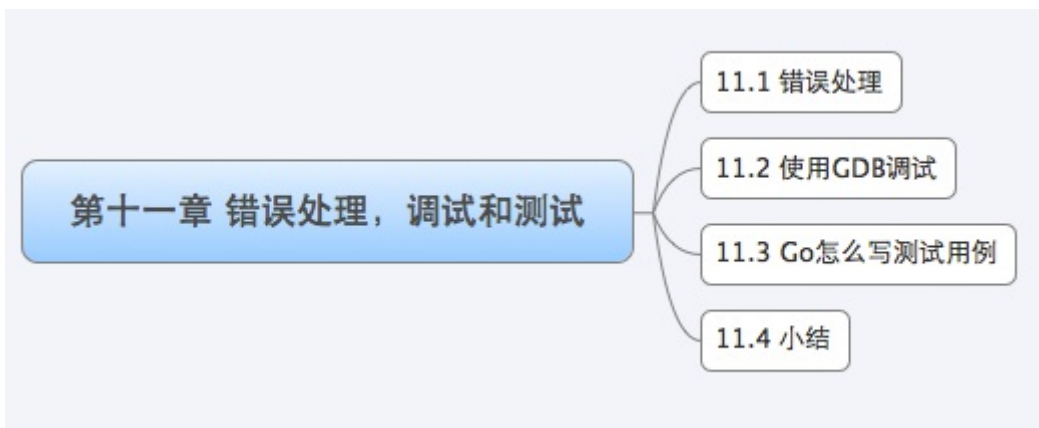 第十一章 错误处理，调试和测试
11.1 错误处理
11.2 使用GDB调试
11.3 Go怎么写测试用例
11.4 小结